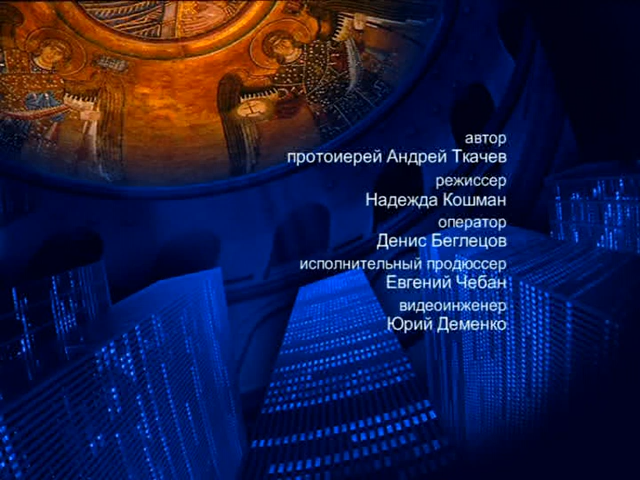 автор
протоиерей Андрей Ткачев
режиссер
Надежда Кошман
оператор
Денис Беглецов
исполнительный продюссер
Евгений Чебан
видеоинженер
Юрий Деменко